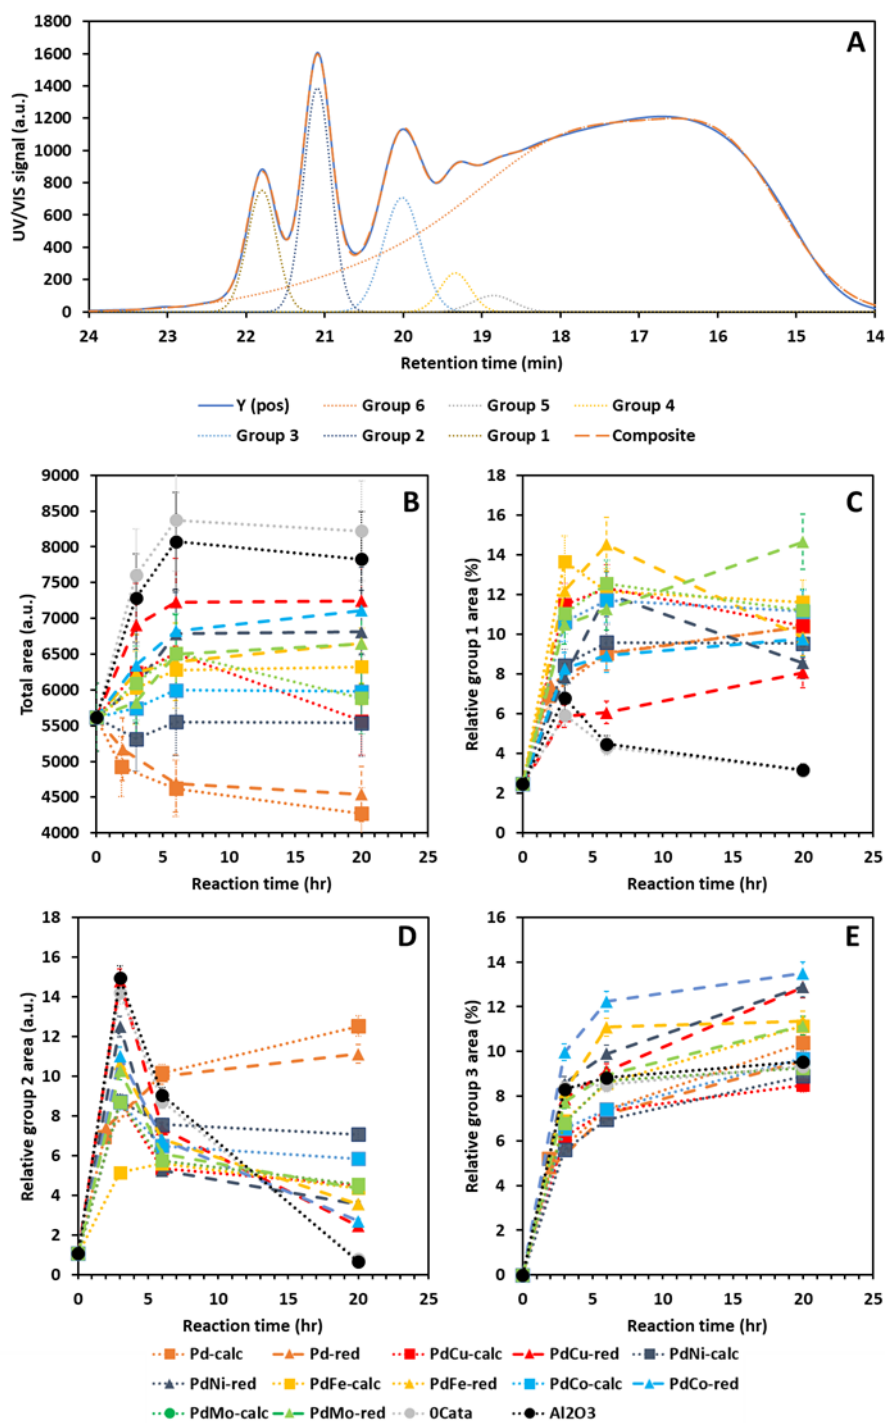 A
UV/VIS signal (a.u.)
1800
1600
1400
1200
1000
800
600
400
200
0
24 23 22 21 20 19 18 17 16 15 14
Retention time (min)
Y (pos) Group 6 Group 5 Group 4
Group 3 Group 2 Group 1 Composite
B
Total area (a.u.)
9000
8500
8000
7500
7000
6500
6000
5500
5000
4500
4000
0 5 10 15 20 25
Reaction time (hr)
C
Relative group 1 area (%)
18
16
14
12
10
8
6
4
2
0
0 5 10 15 20 25
Reaction time (hr)
D
Relative group 2 area (a.u.)
18
16
14
12
10
8
6
4
2
0
0 5 10 15 20 25
Reaction time (hr)
E
Relative group 3 area (%)
16
14
12
10
8
6
4
2
0
0 5 10 15 20 25
Reaction time (hr)
Pd-calc Pd-red PdCu-calc PdCu-red PdNi-calc
PdNi-red PdFe-calc PdFe-red PdCo-calc PdCo-red
PdMo-calc PdMo-red 0Cata Al2O3